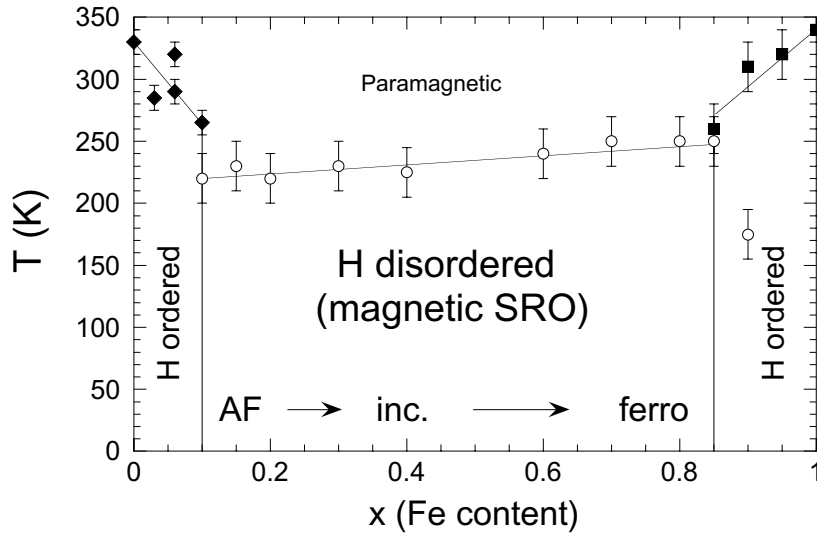 350
300
250
200
150
100
50
0
T (K)
Paramagnetic
H disordered
(magnetic SRO)
H ordered
H ordered
AF
inc.
ferro
0
0.2
0.4
0.6
0.8
1
x (Fe content)